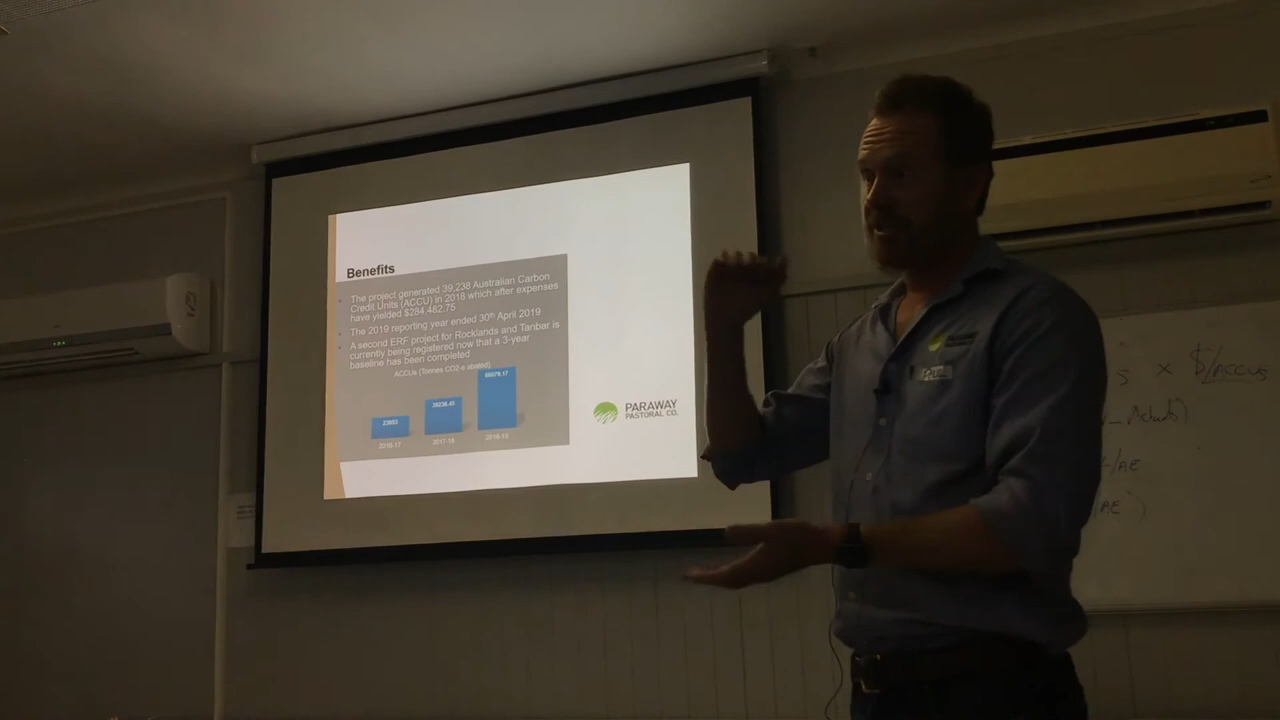 Benefits
The project generated 39,238 Australian Carbon
Credit Units (ACCU) in 2018 which after expenses
have yielded $284,482.75
The 2019 reporting year ended 30th April 2019
A second ERF project for Rocklands and Tanbar is
currently being registered now that a 3-year
baseline has been completed
ACCUs (Tonnes CO2-e abated)
39238.45
2016-17
2017-18
2018-19
PARAWAY
PASTORAL CO.
S × $/ACCUS
/AE
AE)